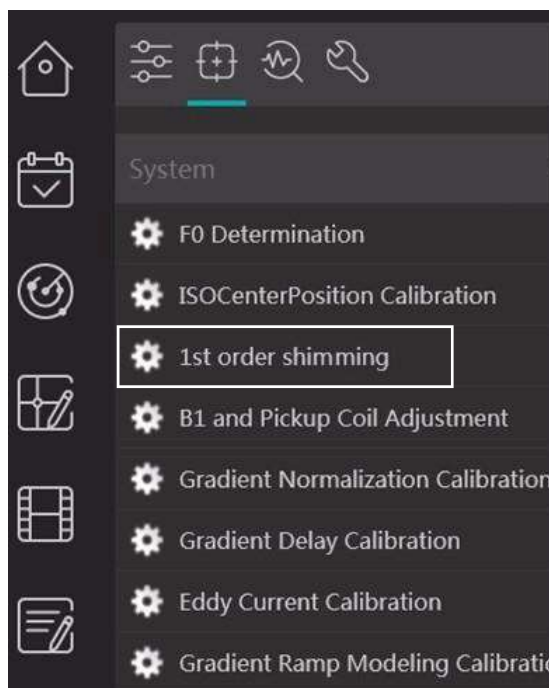 System
F0 Determination
ISOCenterPosition Calibration
1st order shimming
B1 and Pickup Coil Adjustment
Gradient Normalization Calibration
Gradient Delay Calibration
Eddy Current Calibration
Gradient Ramp Modeling Calibratio